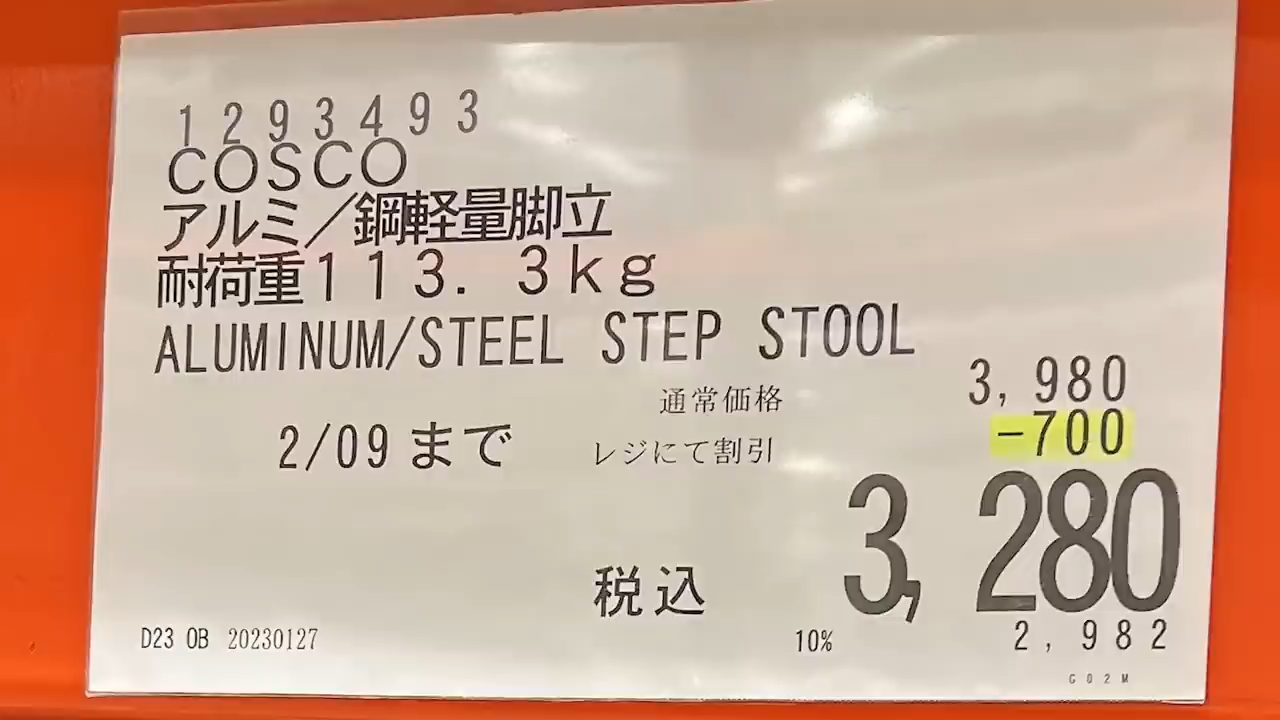 1293493
COSCO
アルミ／鋼軽量脚立
耐荷重113．3kg
ALUMINUM/STEEL STEP STOOL
通常価格 3,980
2/09まで レジにて割引 -700
3,280
税込
D23 OB 20230127 10% 2,982
G02M